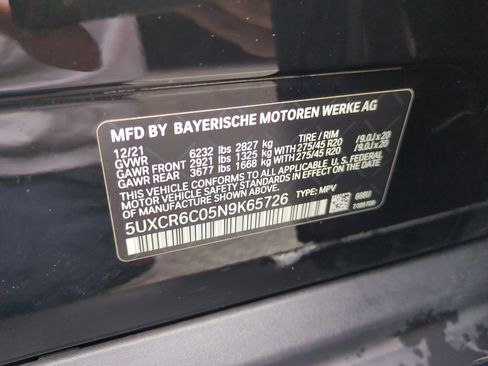 MFD BY BAYERISCHE MOTOREN WERKE AG
12/21 TIRE / RIM
GVWR 6232 lbs 2827 kg
GAWR FRONT 2921 lbs 1325 kg WITH 275/45 R20 / 9.0J x 20
GAWR REAR 3677 lbs 1668 kg WITH 275/45 R20 / 9.0J x 20
THIS VEHICLE CONFORMS TO ALL APPLICABLE U.S. FEDERAL
MOTOR VEHICLE SAFETY STANDARDS IN EFFECT ON THE DATE
OF MANUFACTURE SHOWN ABOVE.
5UXCR6C05N9K65726 TYPE: MPV